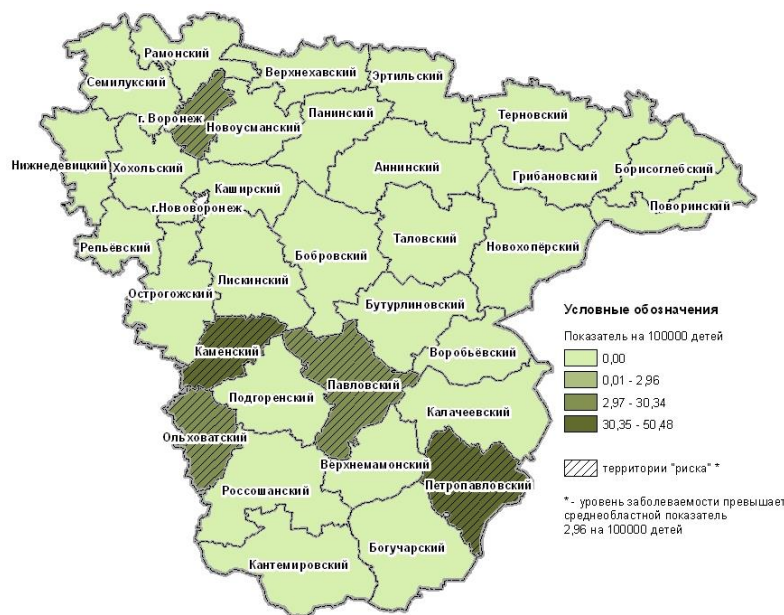 Рамонский
Верхнехавский
Эртильский
Семилукский
г. Воронеж
Новоусманский
Панинский
Терновский
Нижнедевицкий
Хохольский
Аннинский
Грибановский
Борисоглебский
Каширский
г.Нововоронеж
Поворинский
Репьёвский
Бобровский
Таловский
Новохопёрский
Лискинский
Острогожский
Бутурлиновский
Каменский
Воробьёвский
Павловский
Подгоренский
Калачеевский
Ольховатский
Верхнемамонский
Петропавловский
Россошанский
Богучарский
Кантемировский
Условные обозначения
Показатель на 100000 детей
0,00
0,01 - 2,96
2,97 - 30,34
30,35 - 50,48
территории "риска" *
* - уровень заболеваемости превышает
среднеобластной показатель
2,96 на 100000 детей